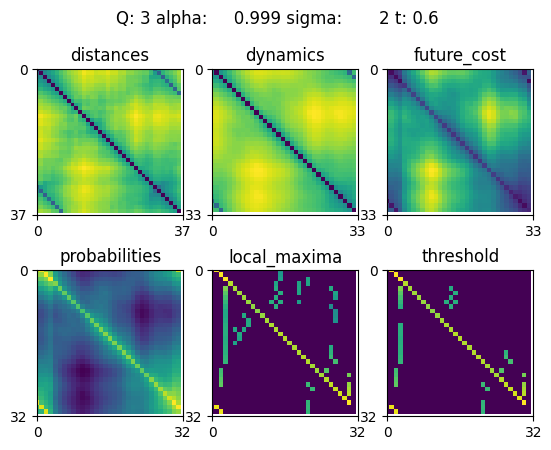 Q: 3 alpha: 0.999 sigma: 2 t: 0.6
distances dynamics future_cost
0 0 0
37 33 33
0 37 0 33 0 33
probabilities local_maxima threshold
0 0 0
32 32 32
0 32 0 32 0 32